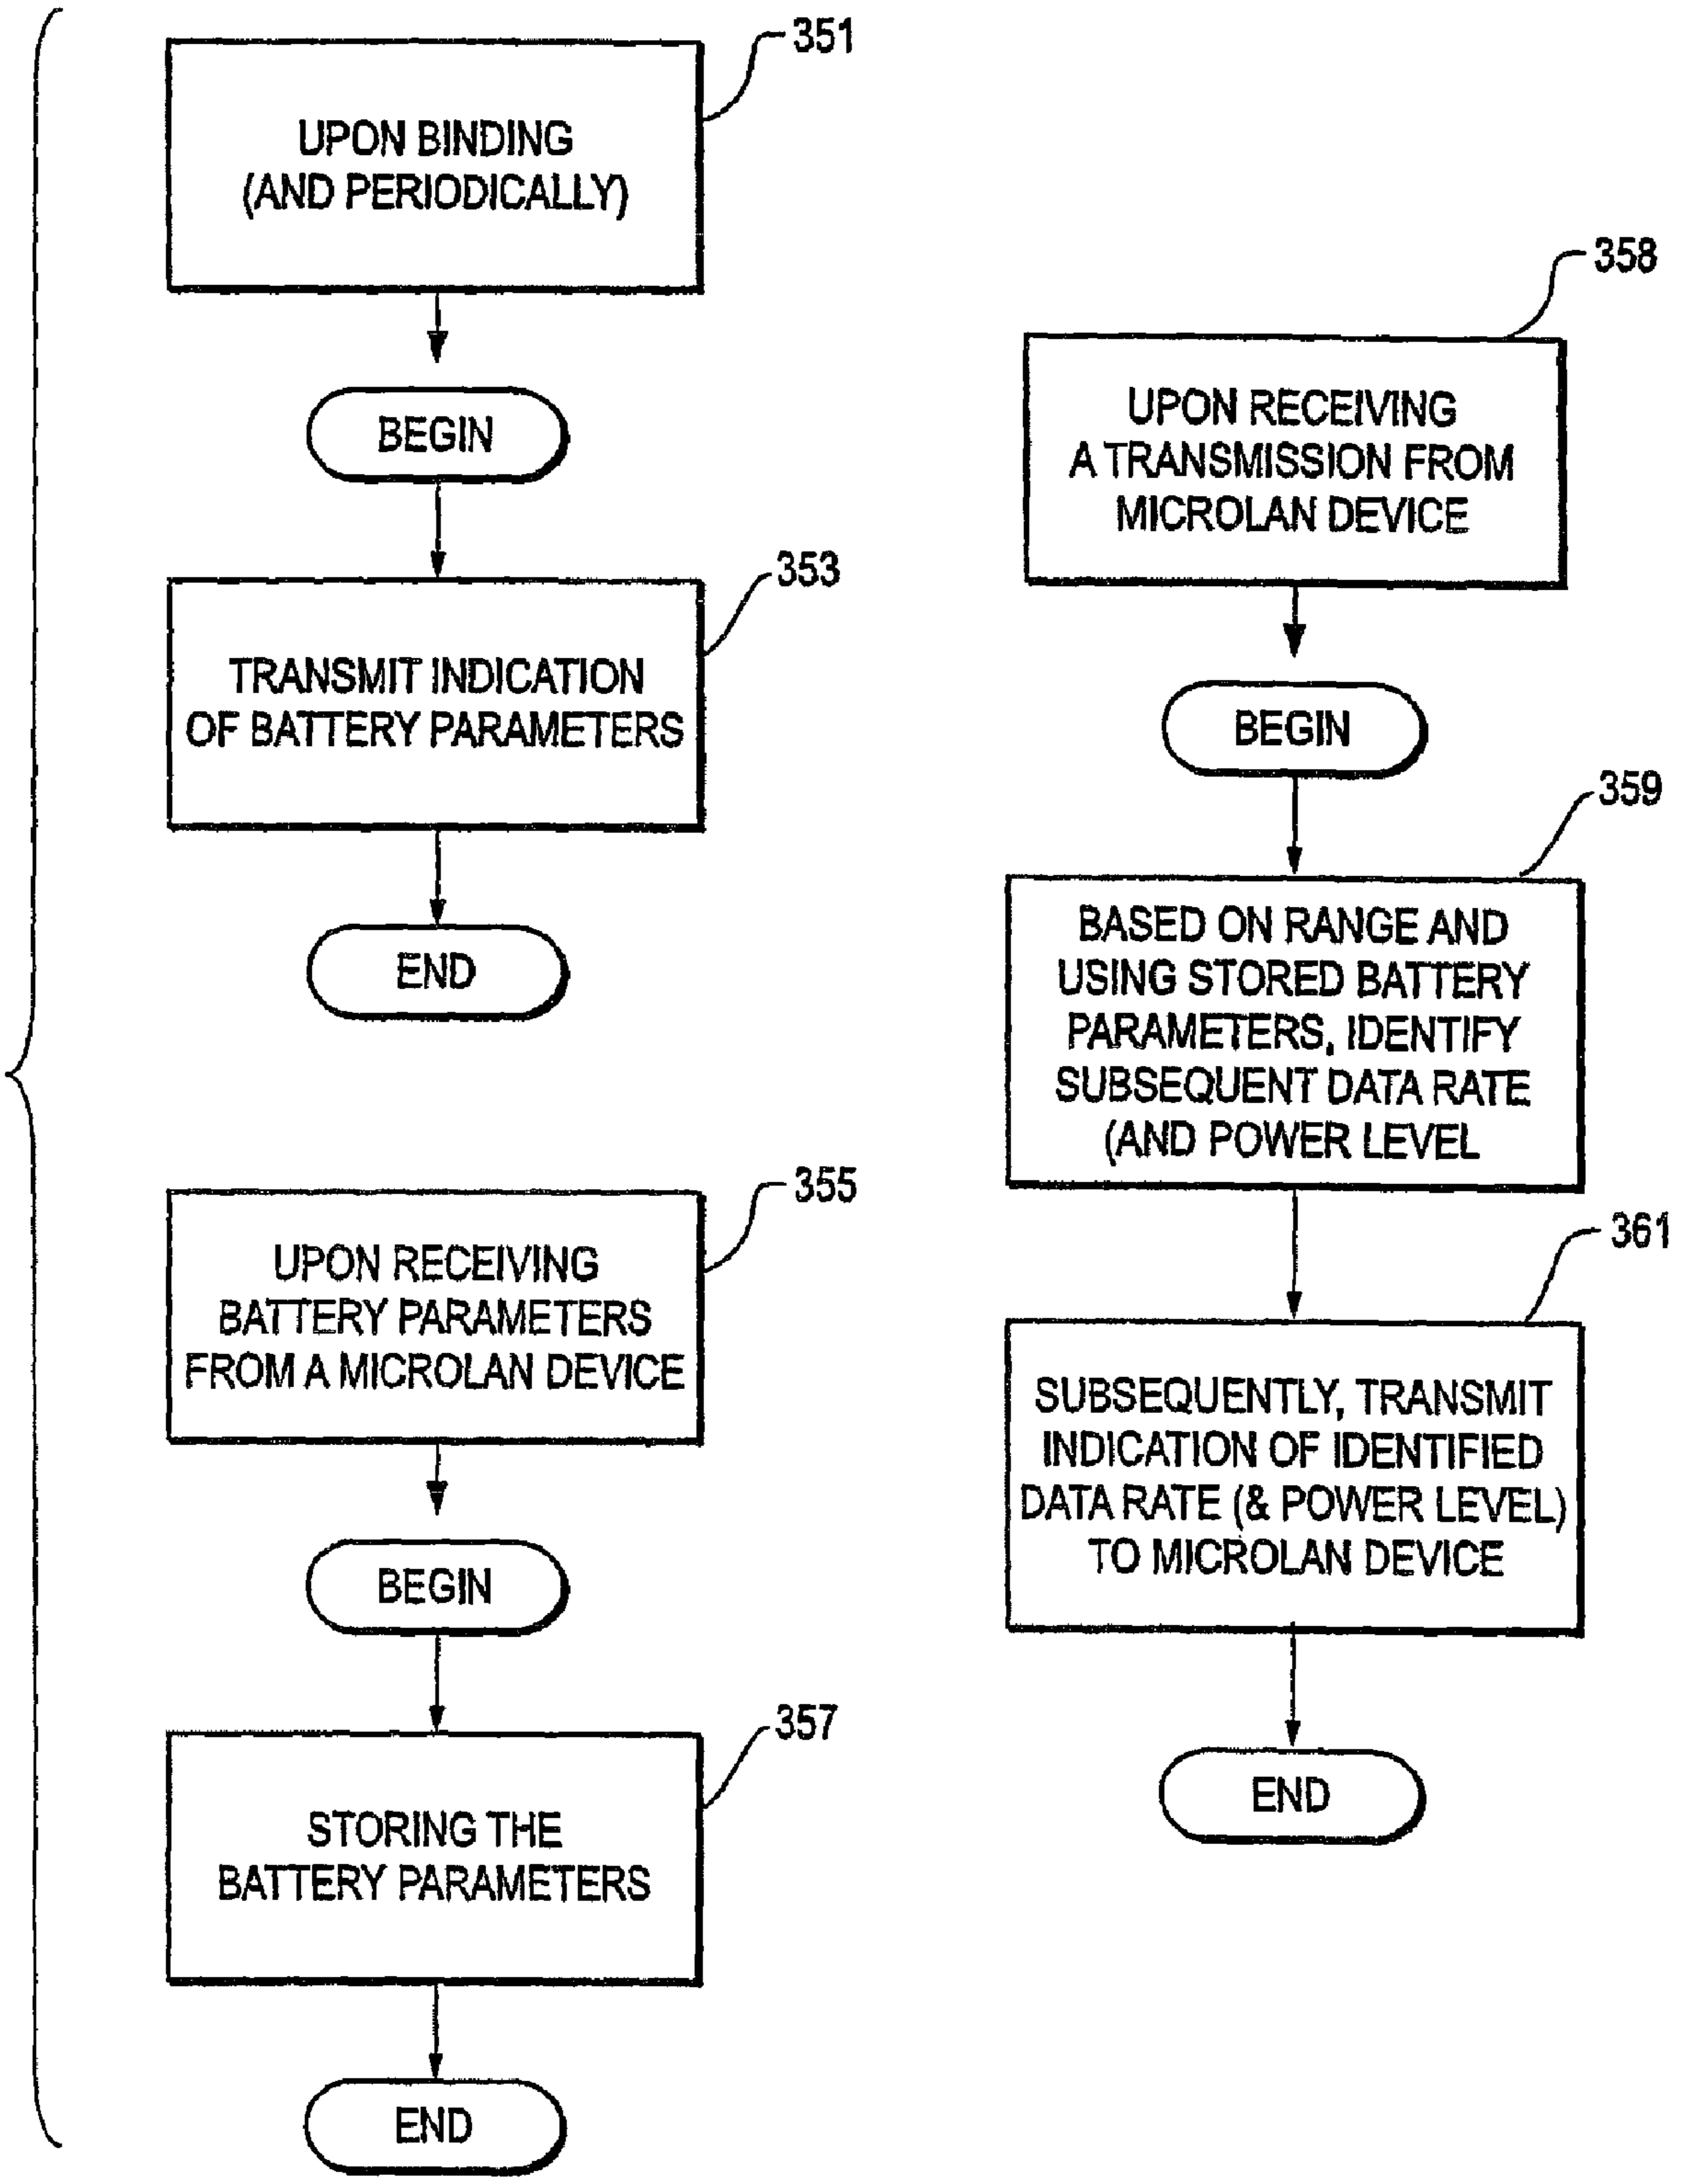 351
UPON BINDING
(AND PERIODICALLY)
BEGIN
353
TRANSMIT INDICATION
OF BATTERY PARAMETERS
END
355
UPON RECEIVING
BATTERY PARAMETERS
FROM A MICROLAN DEVICE
BEGIN
357
STORING THE
BATTERY PARAMETERS
END
358
UPON RECEIVING
A TRANSMISSION FROM
MICROLAN DEVICE
BEGIN
359
BASED ON RANGE AND
USING STORED BATTERY
PARAMETERS, IDENTIFY
SUBSEQUENT DATA RATE
(AND POWER LEVEL
361
SUBSEQUENTLY, TRANSMIT
INDICATION OF IDENTIFIED
DATA RATE (& POWER LEVEL)
TO MICROLAN DEVICE
END